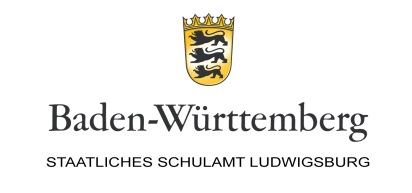 Baden-Württemberg
STAATLICHES SCHULAMT LUDWIGSBURG